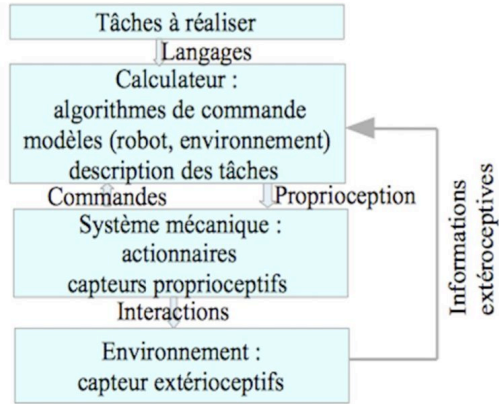 Tâches à réaliser
Langages
Calculateur :
algorithmes de commande
modèles (robot, environnement)
description des tâches
Commandes
Proprioception
Système mécanique :
actionnaires
capteurs proprioceptifs
Interactions
Environnement :
capteur extérioceptifs
Informations
extéroceptives